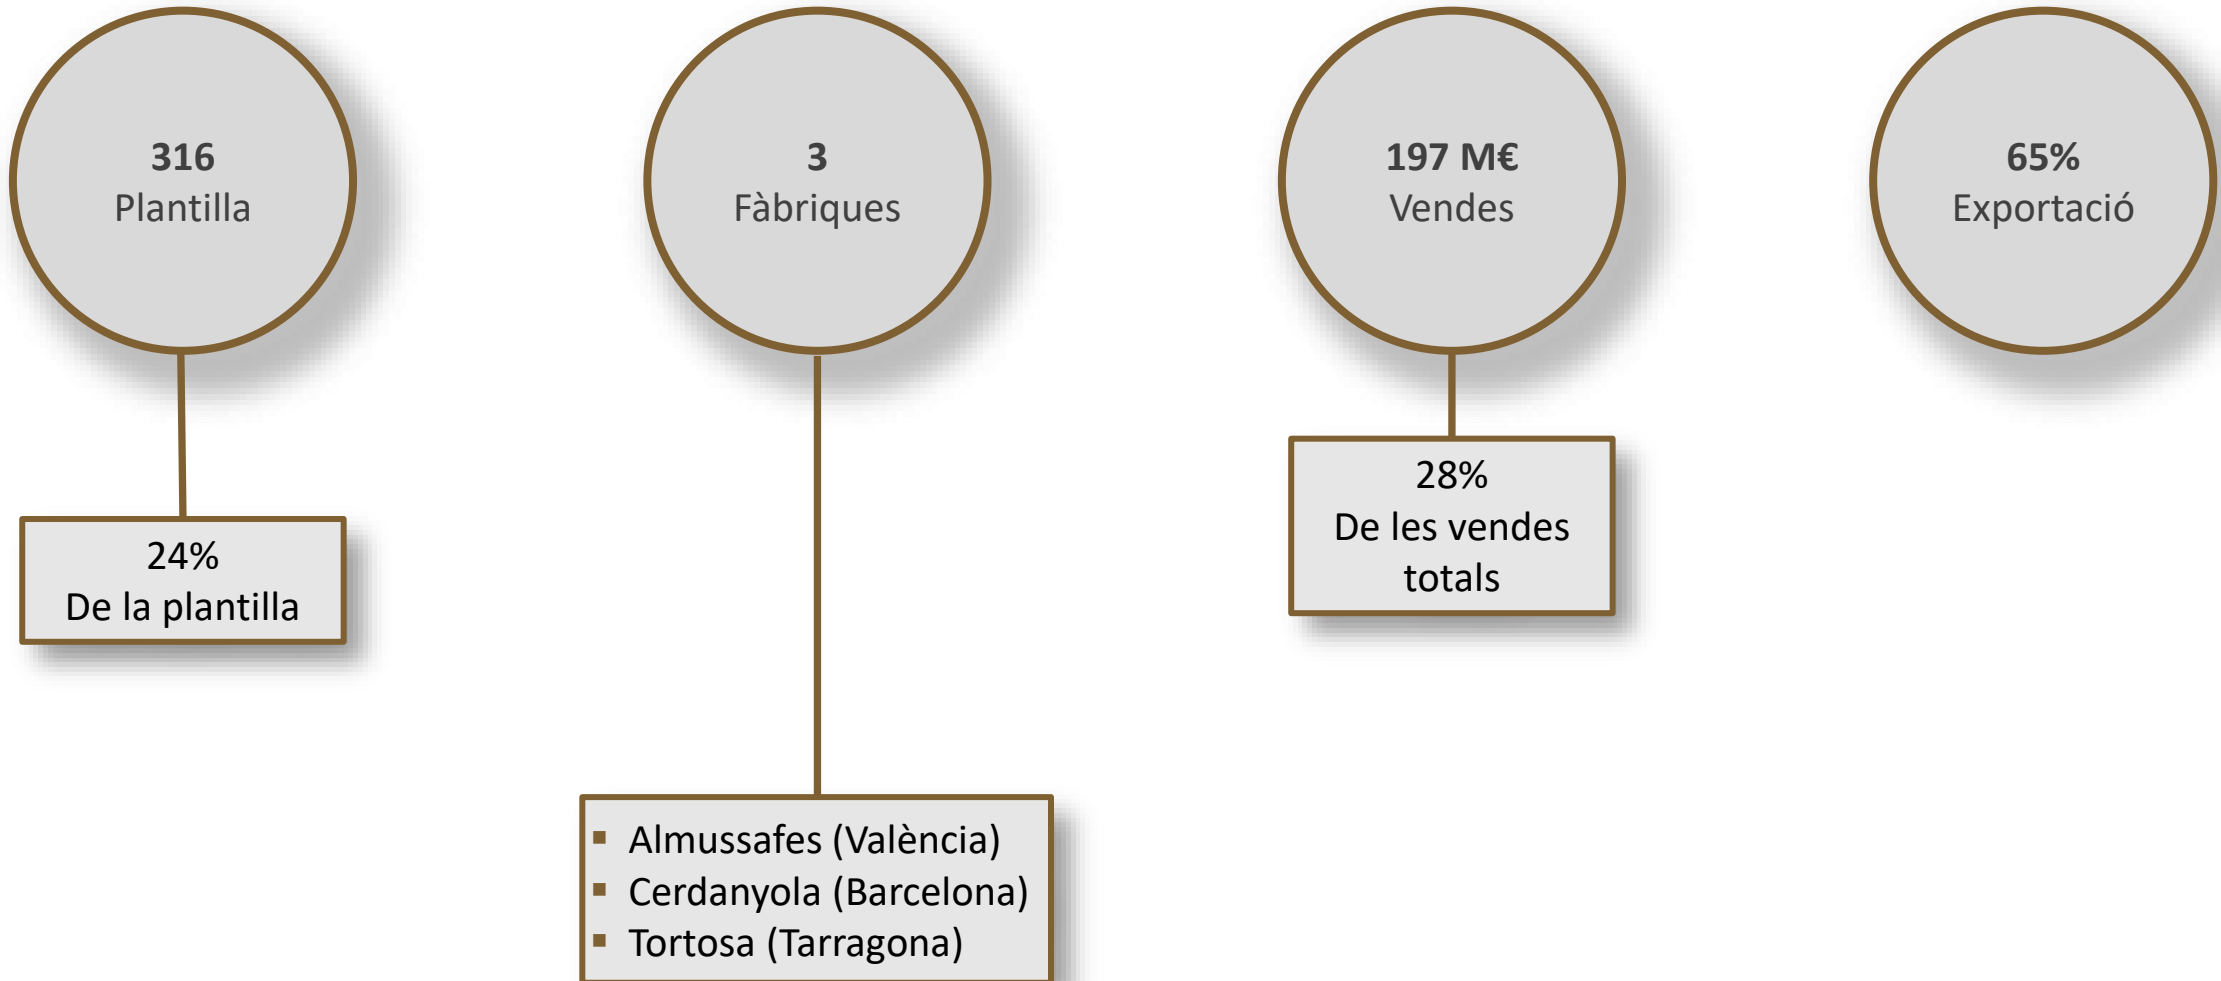 316
Plantilla
3
Fàbriques
197 M€
Vendes
65%
Exportació
24%
De la plantilla
28%
De les vendes
totals
▪ Almussafes (València)
▪ Cerdanyola (Barcelona)
▪ Tortosa (Tarragona)